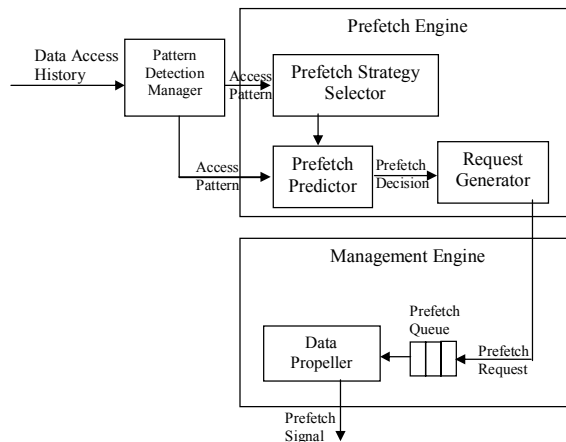 Prefetch Engine
Data Access
History
Pattern
Detection
Manager
Access
Pattern
Prefetch Strategy
Selector
Access
Pattern
Prefetch
Predictor
Prefetch
Decision
Request
Generator
Management Engine
Prefetch
Queue
Data
Propeller
Prefetch
Request
Prefetch
Signal